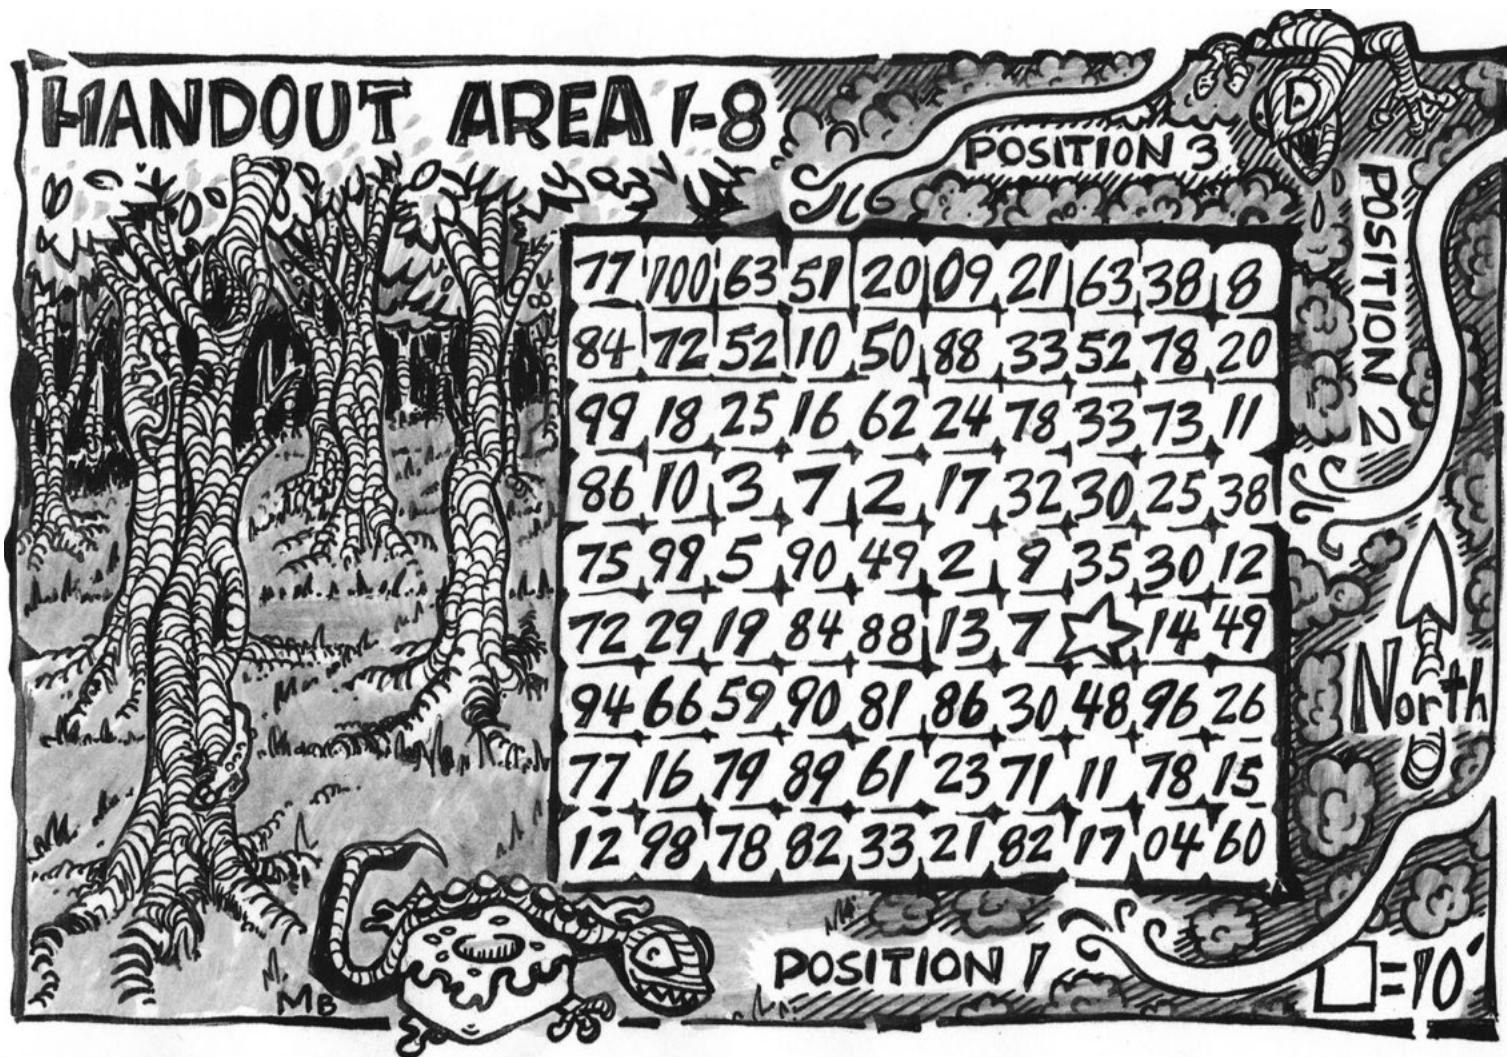 HANDOUT AREA 1-8
POSITION 3
POSITION 2
77 100 63 51 20 09 21 63 38 8
84 72 52 10 50 88 33 52 78 20
99 18 25 16 62 24 78 33 73 11
86 10 3 7 2 17 32 30 25 38
75 99 5 90 49 2 9 35 30 12
72 29 19 84 88 13 7 14 49
94 66 59 90 81 86 30 48 96 26
77 16 79 89 61 23 71 11 78 15
12 98 78 82 33 21 82 17 04 60
North
POSITION 1
=10'
MB